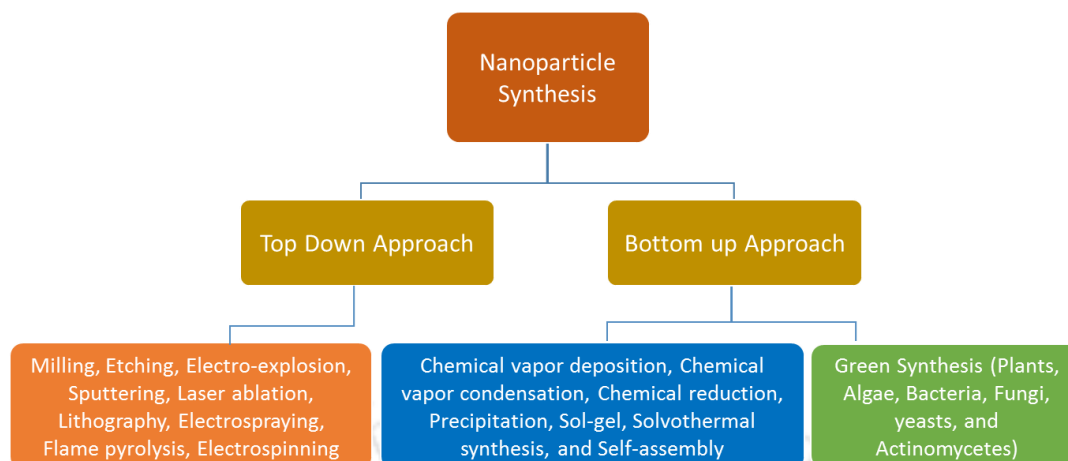 Nanoparticle
Synthesis
Top Down Approach
Bottom up Approach
Milling, Etching, Electro-explosion,
Sputtering, Laser ablation,
Lithography, Electrospraying,
Flame pyrolysis, Electrospinning
Chemical vapor deposition, Chemical
vapor condensation, Chemical reduction,
Precipitation, Sol-gel, Solvothermal
synthesis, and Self-assembly
Green Synthesis (Plants,
Algae, Bacteria, Fungi,
yeasts, and
Actinomycetes)